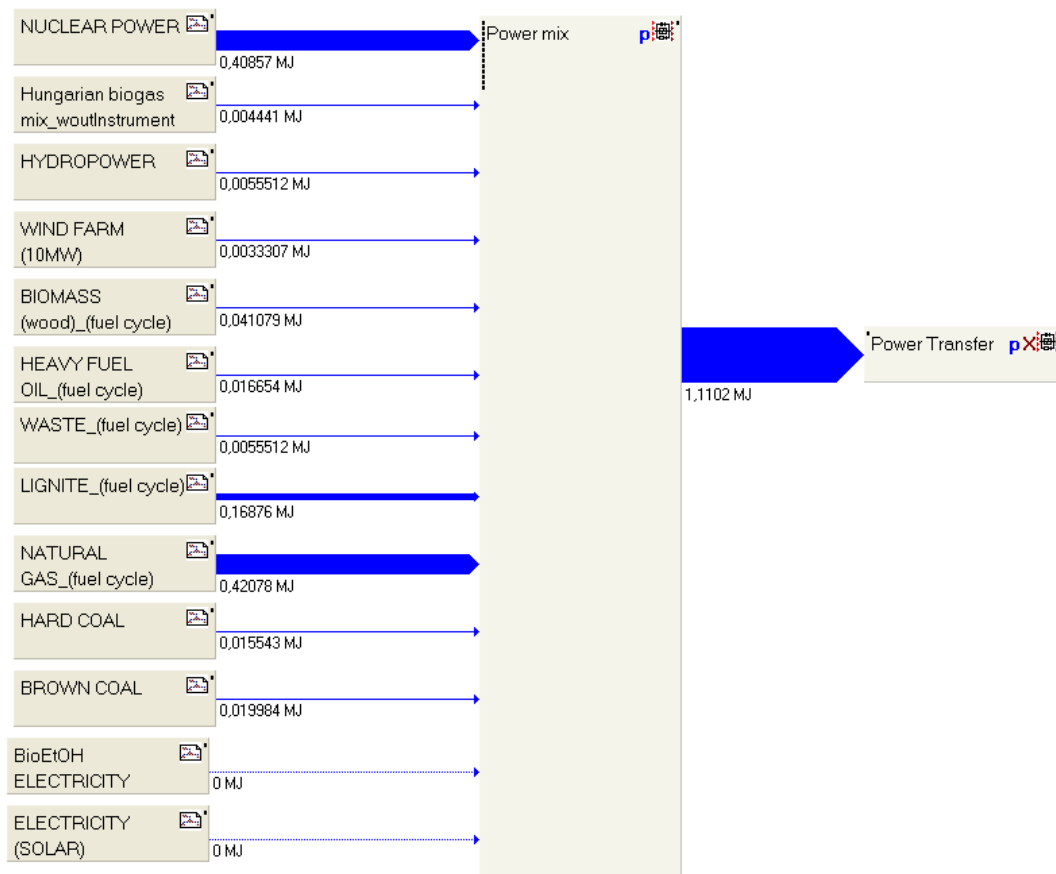 NUCLEAR POWER
0,40857 MJ
Power mix
p
Hungarian biogas
mix_woutInstrument
0,004441 MJ
HYDROPOWER
0,0055512 MJ
WIND FARM
(10MW)
0,0033307 MJ
BIOMASS
(wood)_(fuel cycle)
0,041079 MJ
HEAVY FUEL
OIL_(fuel cycle)
0,016654 MJ
WASTE_(fuel cycle)
0,0055512 MJ
LIGNITE_(fuel cycle)
0,16876 MJ
NATURAL
GAS_(fuel cycle)
0,42078 MJ
HARD COAL
0,015543 MJ
BROWN COAL
0,019984 MJ
BioEtOH
ELECTRICITY
0 MJ
ELECTRICITY
(SOLAR)
0 MJ
1,1102 MJ
Power Transfer pX